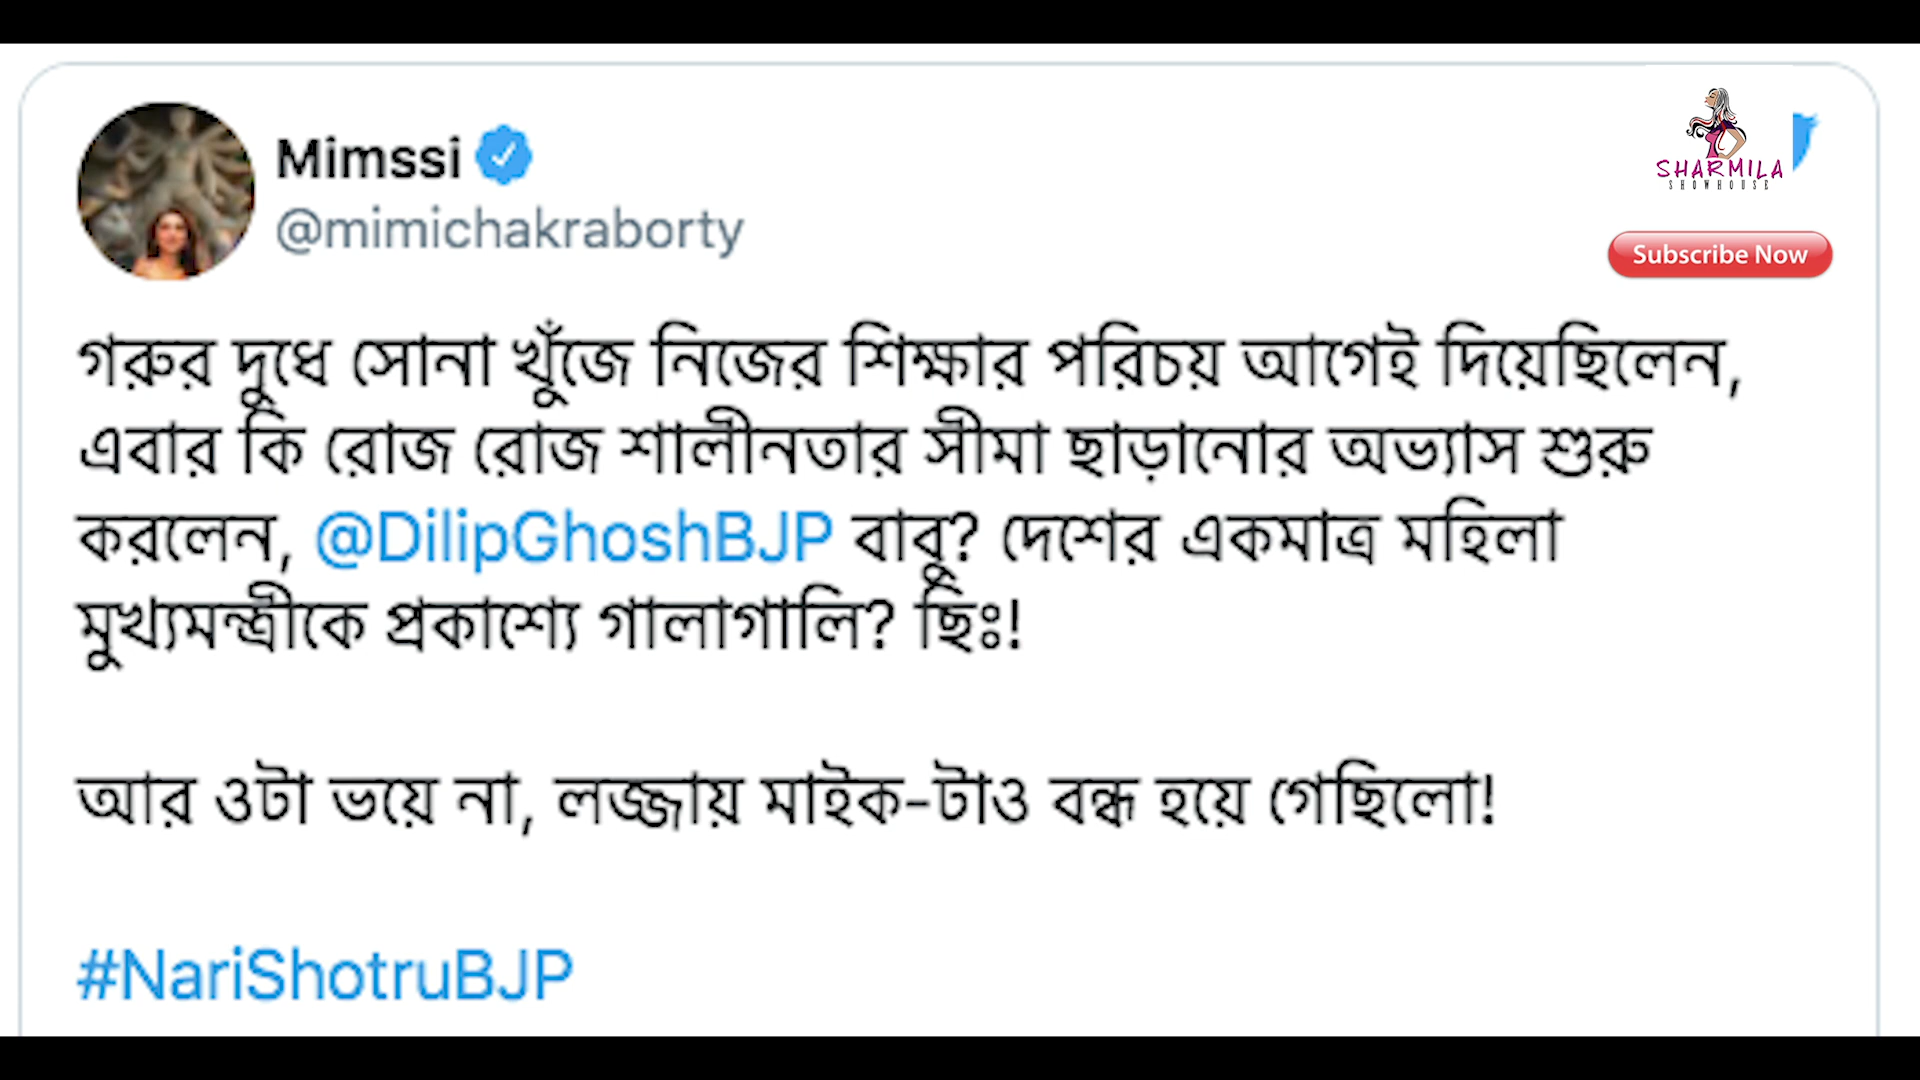 Mimssi
@mimichakraborty
SHARMILA
SHOWHOUSE
Subscribe Now
গরুর দুধে সোনা খুঁজে নিজের শিক্ষার পরিচয় আগেই দিয়েছিলেন,
এবার কি রোজ রোজ শালীনতার সীমা ছাড়ানোর অভ্যাস শুরু
করলেন, @DilipGhoshBJP বাবু? দেশের একমাত্র মহিলা
মুখ্যমন্ত্রীকে প্রকাশ্যে গালাগালি? ছিঃ!
আর ওটা ভয়ে না, লজ্জায় মাইক-টাও বন্ধ হয়ে গেছিলো!
#NariShotruBJP